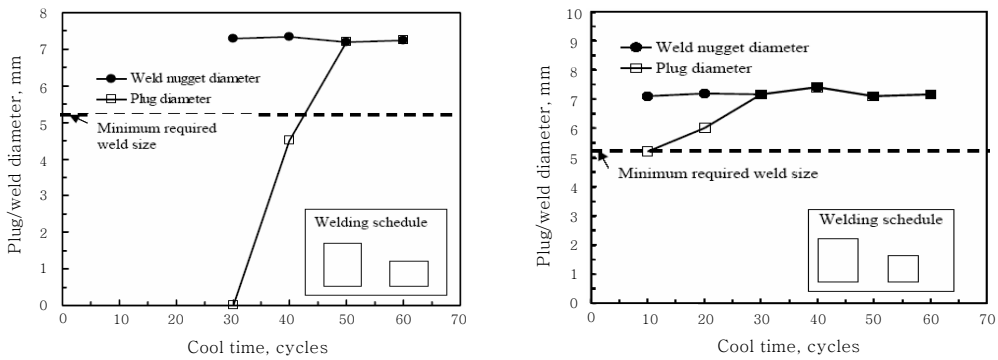 Plug/weld diameter, mm
8
7
6
5
4
3
2
1
0
Weld nugget diameter
Plug diameter
Minimum required
weld size
Welding schedule
0 10 20 30 40 50 60 70
Cool time, cycles
Plug/weld diameter, mm
10
9
8
7
6
5
4
3
2
1
0
Weld nugget diameter
Plug diameter
Minimum required weld size
Welding schedule
0 10 20 30 40 50 60 70
Cool time, cycles